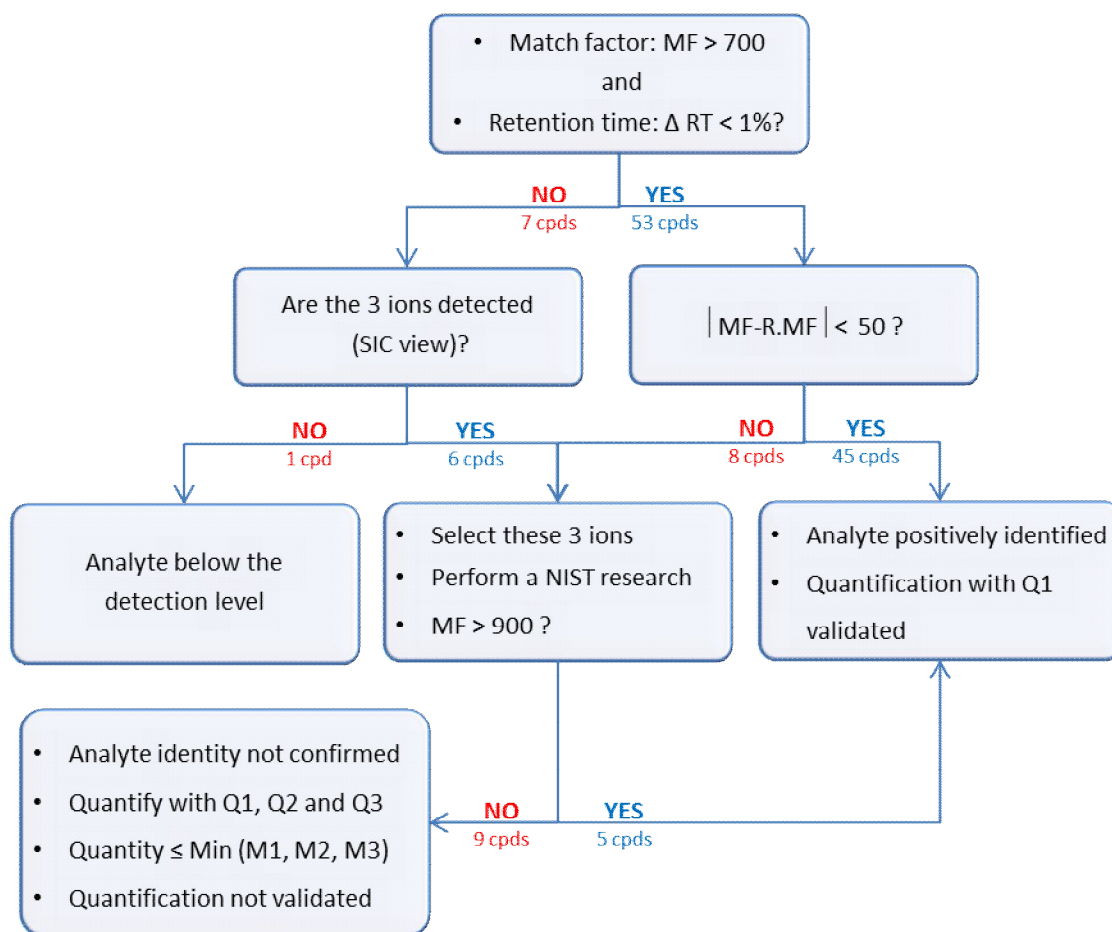 • Match factor: MF > 700
and
• Retention time: Δ RT < 1%?
NO
7 cpds
YES
53 cpds
Are the 3 ions detected
(SIC view)?
|MF-R.MF| < 50 ?
NO
1 cpd
YES
6 cpds
NO
8 cpds
YES
45 cpds
Analyte below the
detection level
• Select these 3 ions
• Perform a NIST research
• MF > 900 ?
• Analyte positively identified
• Quantification with Q1
validated
• Analyte identity not confirmed
• Quantify with Q1, Q2 and Q3
• Quantity ≤ Min (M1, M2, M3)
• Quantification not validated
NO
9 cpds
YES
5 cpds